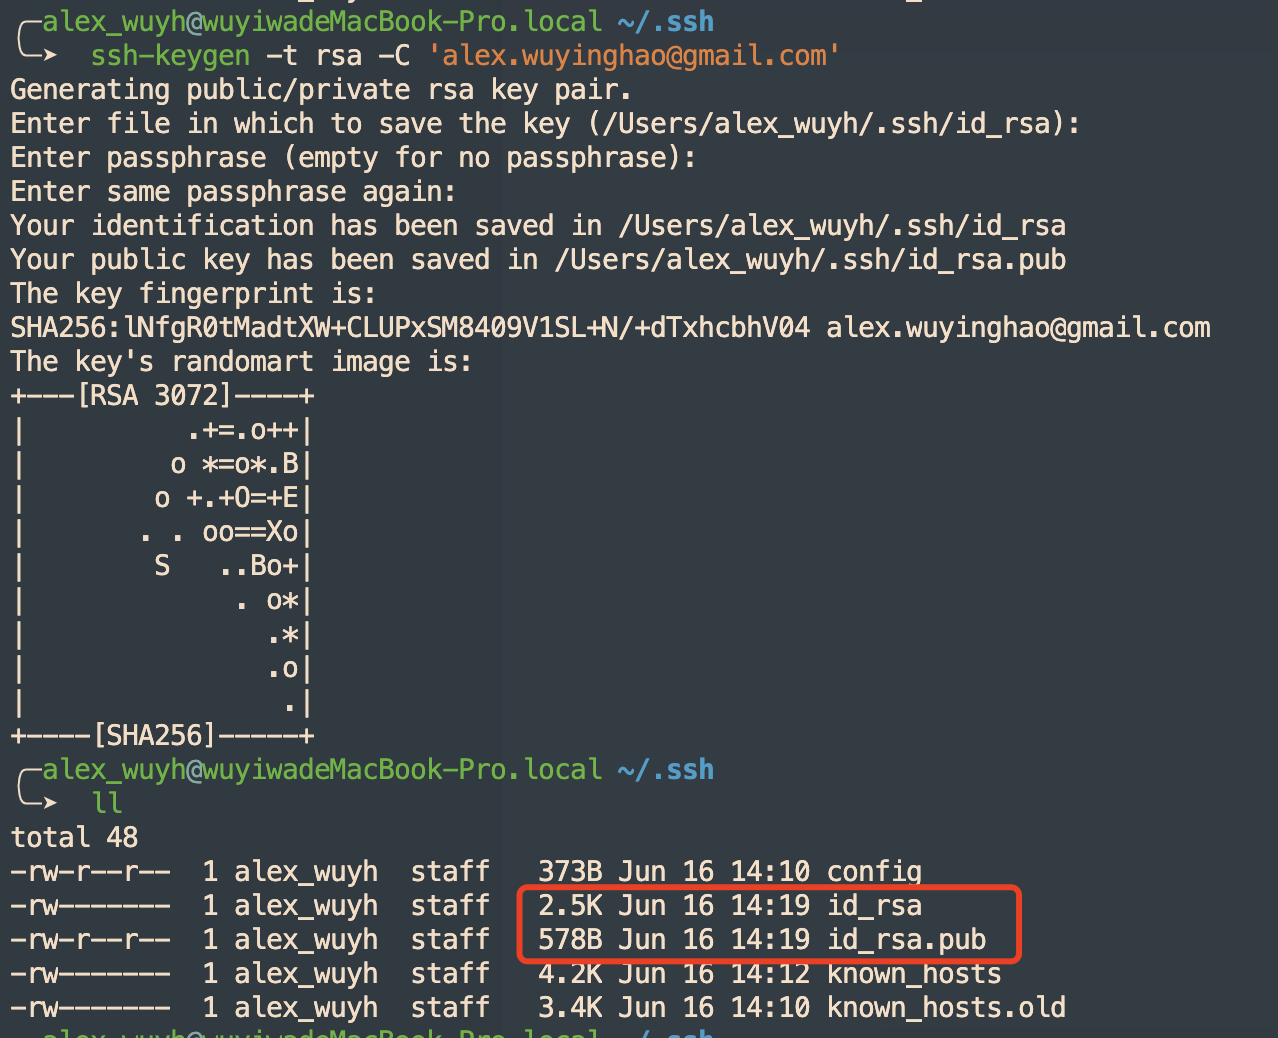 ╭─alex_wuyh@wuyiwadeMacBook-Pro.local ~/.ssh
╰─➤  ssh-keygen -t rsa -C 'alex.wuyinghao@gmail.com'
Generating public/private rsa key pair.
Enter file in which to save the key (/Users/alex_wuyh/.ssh/id_rsa):
Enter passphrase (empty for no passphrase):
Enter same passphrase again:
Your identification has been saved in /Users/alex_wuyh/.ssh/id_rsa
Your public key has been saved in /Users/alex_wuyh/.ssh/id_rsa.pub
The key fingerprint is:
SHA256:lNfgR0tMadtXW+CLUPxSM8409V1SL+N/+dTxhcbhV04 alex.wuyinghao@gmail.com
The key's randomart image is:
+---[RSA 3072]----+
|          .+=.o++|
|         o *=o*.B|
|        o +.+O=+E|
|       . . oo==Xo|
|        S   ..Bo+|
|             . o*|
|               .*|
|               .o|
|                .|
+----[SHA256]-----+
╭─alex_wuyh@wuyiwadeMacBook-Pro.local ~/.ssh
╰─➤  ll
total 48
-rw-r--r--  1 alex_wuyh  staff   373B Jun 16 14:10 config
-rw-------  1 alex_wuyh  staff   2.5K Jun 16 14:19 id_rsa
-rw-r--r--  1 alex_wuyh  staff   578B Jun 16 14:19 id_rsa.pub
-rw-------  1 alex_wuyh  staff   4.2K Jun 16 14:12 known_hosts
-rw-------  1 alex_wuyh  staff   3.4K Jun 16 14:10 known_hosts.old
alex_wuyh@wuyiwadeMacBook-Pro.local ~/.ssh